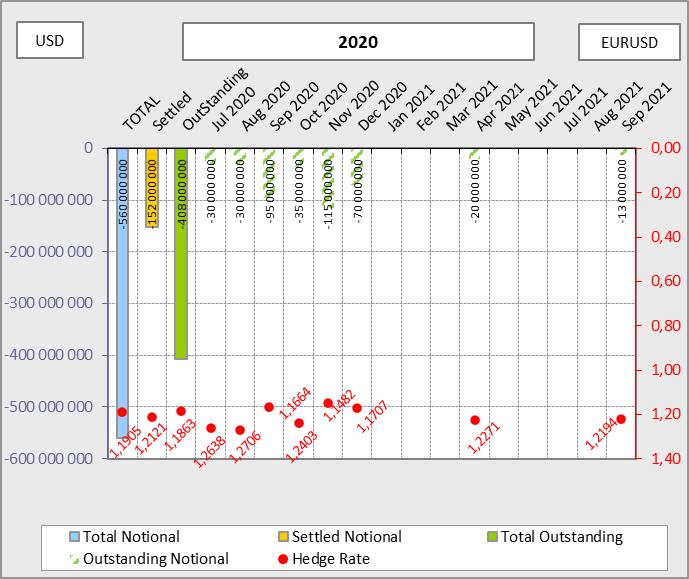 USD
2020
EURUSD
TOTAL
Settled
OutStanding
Jul 2020
Aug 2020
Sep 2020
Oct 2020
Nov 2020
Dec 2020
Jan 2021
Feb 2021
Mar 2021
Apr 2021
May 2021
Jun 2021
Jul 2021
Aug 2021
Sep 2021
0
-100 000 000
-200 000 000
-300 000 000
-400 000 000
-500 000 000
-600 000 000
0,00
0,20
0,40
0,60
0,80
1,00
1,20
1,40
-560 000 000
-152 000 000
-408 000 000
-30 000 000
-30 000 000
-95 000 000
-35 000 000
-115 000 000
-70 000 000
-20 000 000
-13 000 000
1,1905
1,2121
1,1863
1,2638
1,2706
1,1664
1,2403
1,1482
1,1707
1,2271
1,2194
Total Notional
Settled Notional
Total Outstanding
Outstanding Notional
Hedge Rate